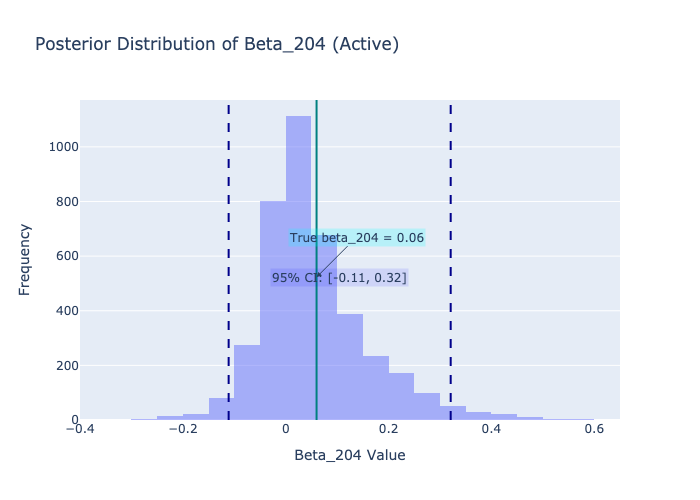 Posterior Distribution of Beta_204 (Active)
1000
800
600
400
200
0
Frequency
True beta_204 = 0.06
95% CI: [-0.11, 0.32]
−0.4
−0.2
0
0.2
0.4
0.6
Beta_204 Value